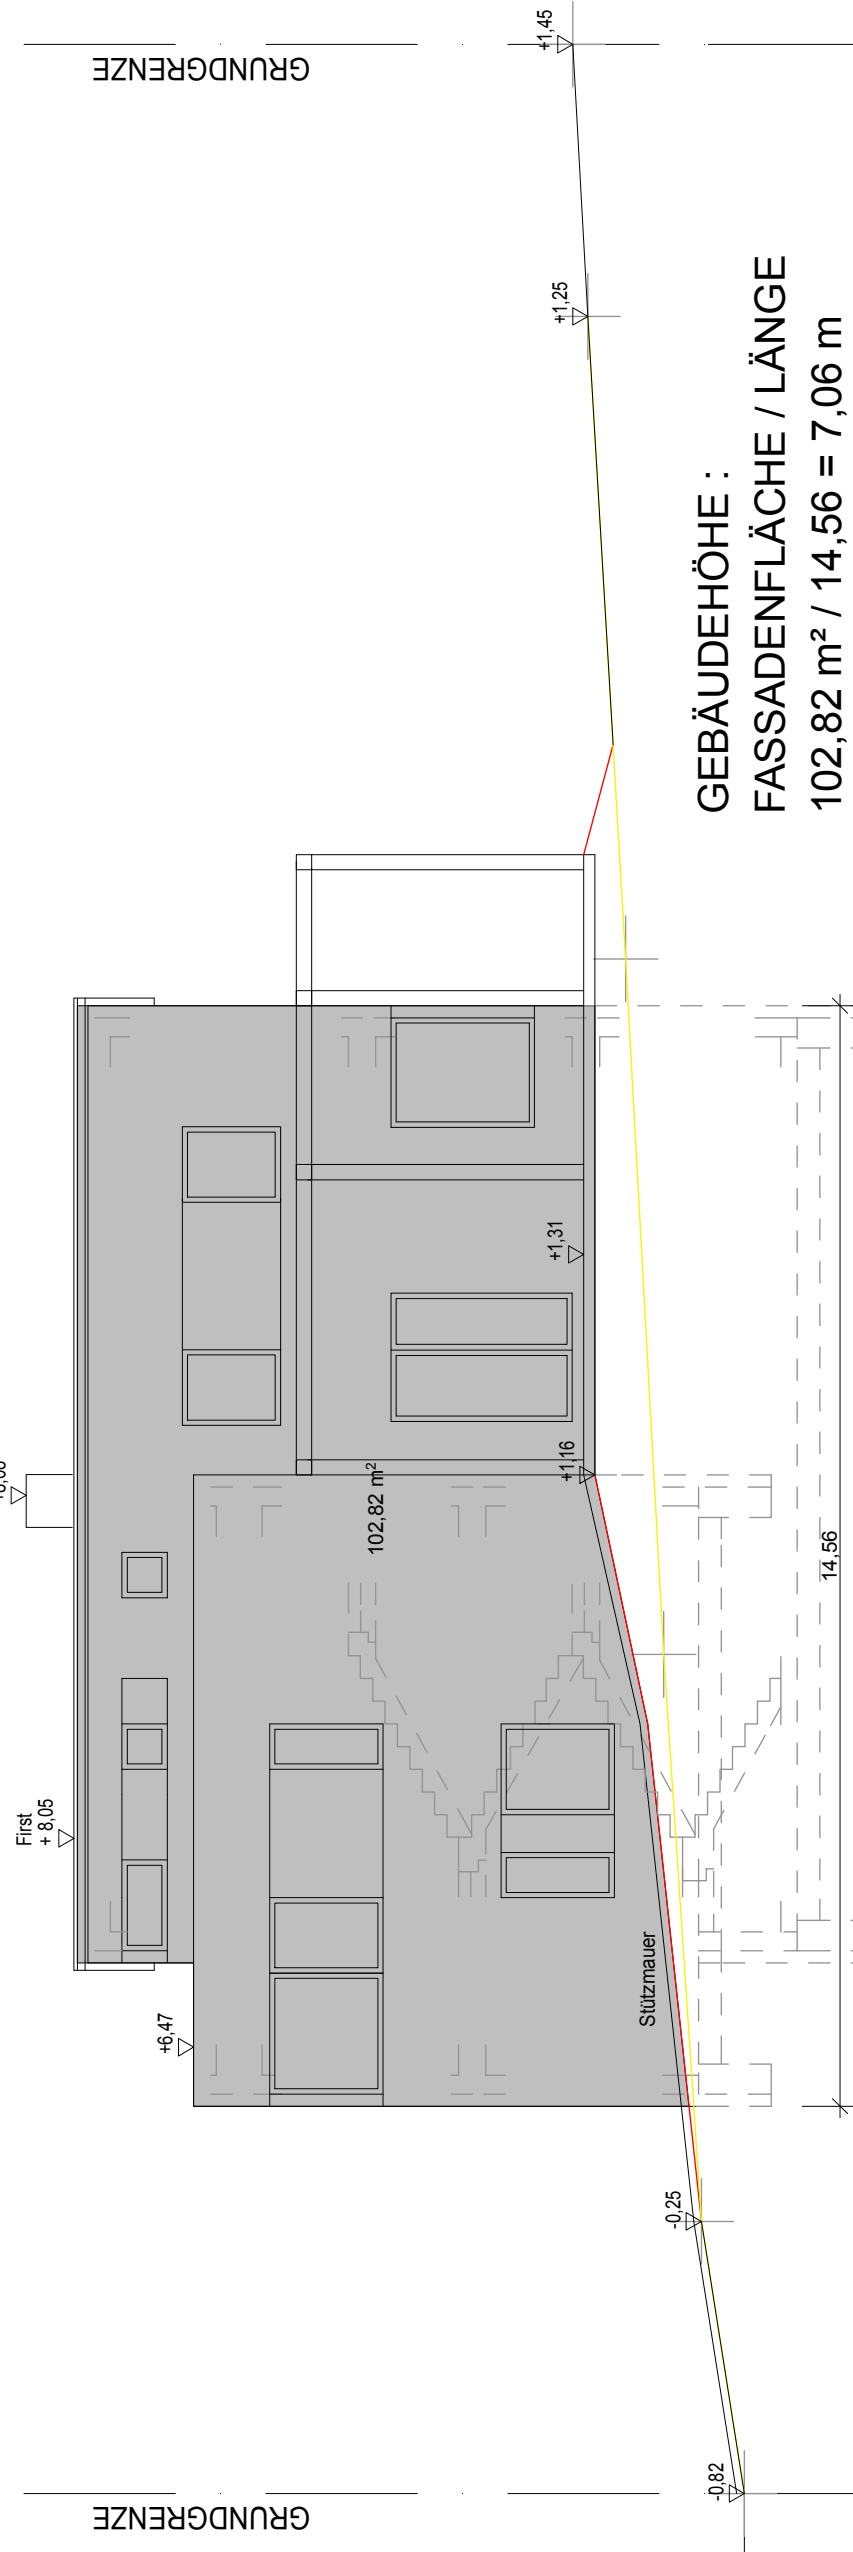 GRUNDGRENZE
GRUNDGRENZE
First
+ 8,05
+6,47
102,82 m²
+1,16
+1,31
Stützmauer
-0,82
-0,25
+1,25
+1,45
14,56
GEBÄUDEHÖHE :
FASSADENFLÄCHE / LÄNGE
102,82 m² / 14,56 = 7,06 m